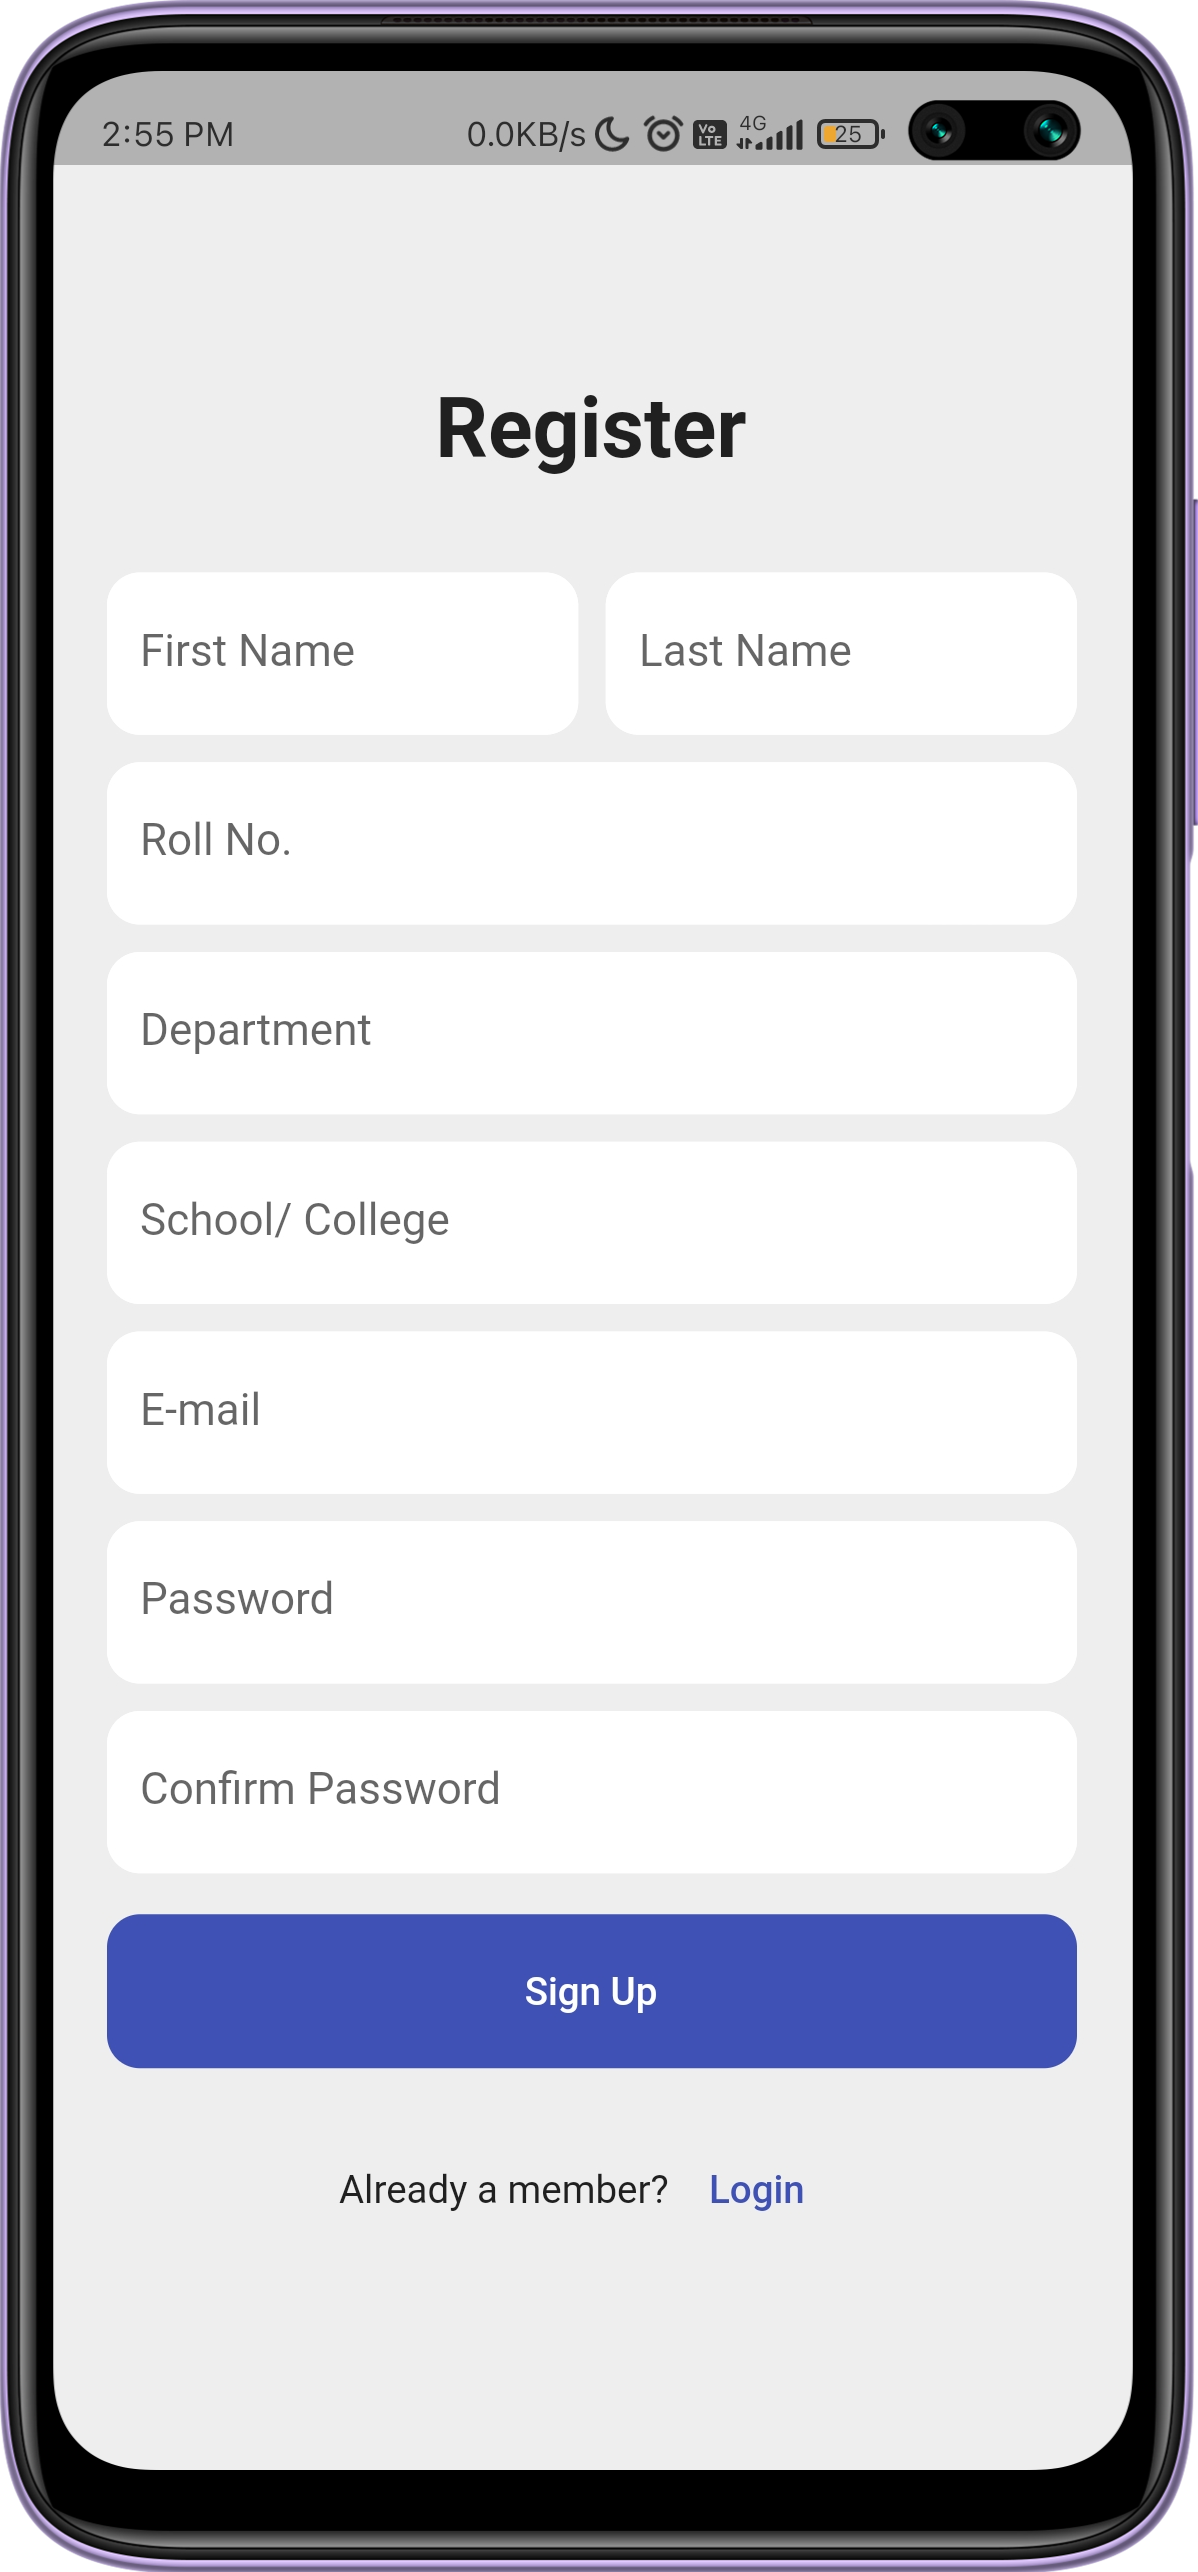 2:55 PM 0.0KB/s Vo LTE 4G 25
Register
First Name Last Name
Roll No.
Department
School/ College
E-mail
Password
Confirm Password
Sign Up
Already a member? Login